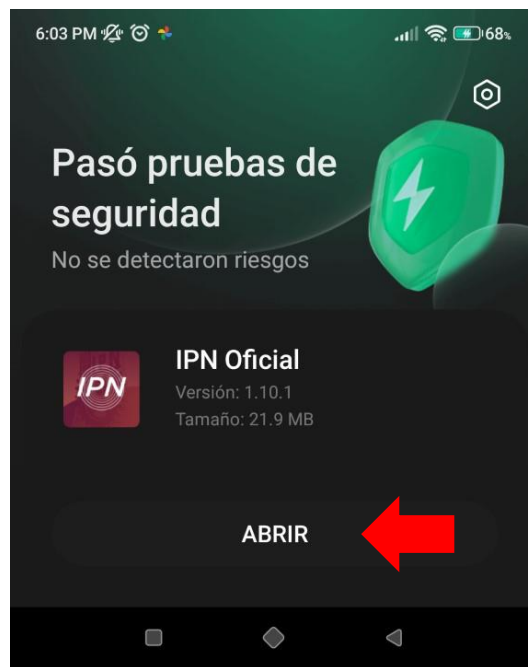 6:03 PM 68%
Pasó pruebas de
seguridad
No se detectaron riesgos
IPN
IPN Oficial
Versión: 1.10.1
Tamaño: 21.9 MB
ABRIR